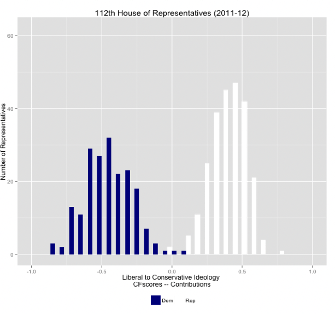 112th House of Representatives (2011-12)
60
40
20
0
Number of Representatives
-1.0 -0.5 0.0 0.5 1.0
Liberal to Conservative Ideology
CFscores -- Contributions
Dem Rep